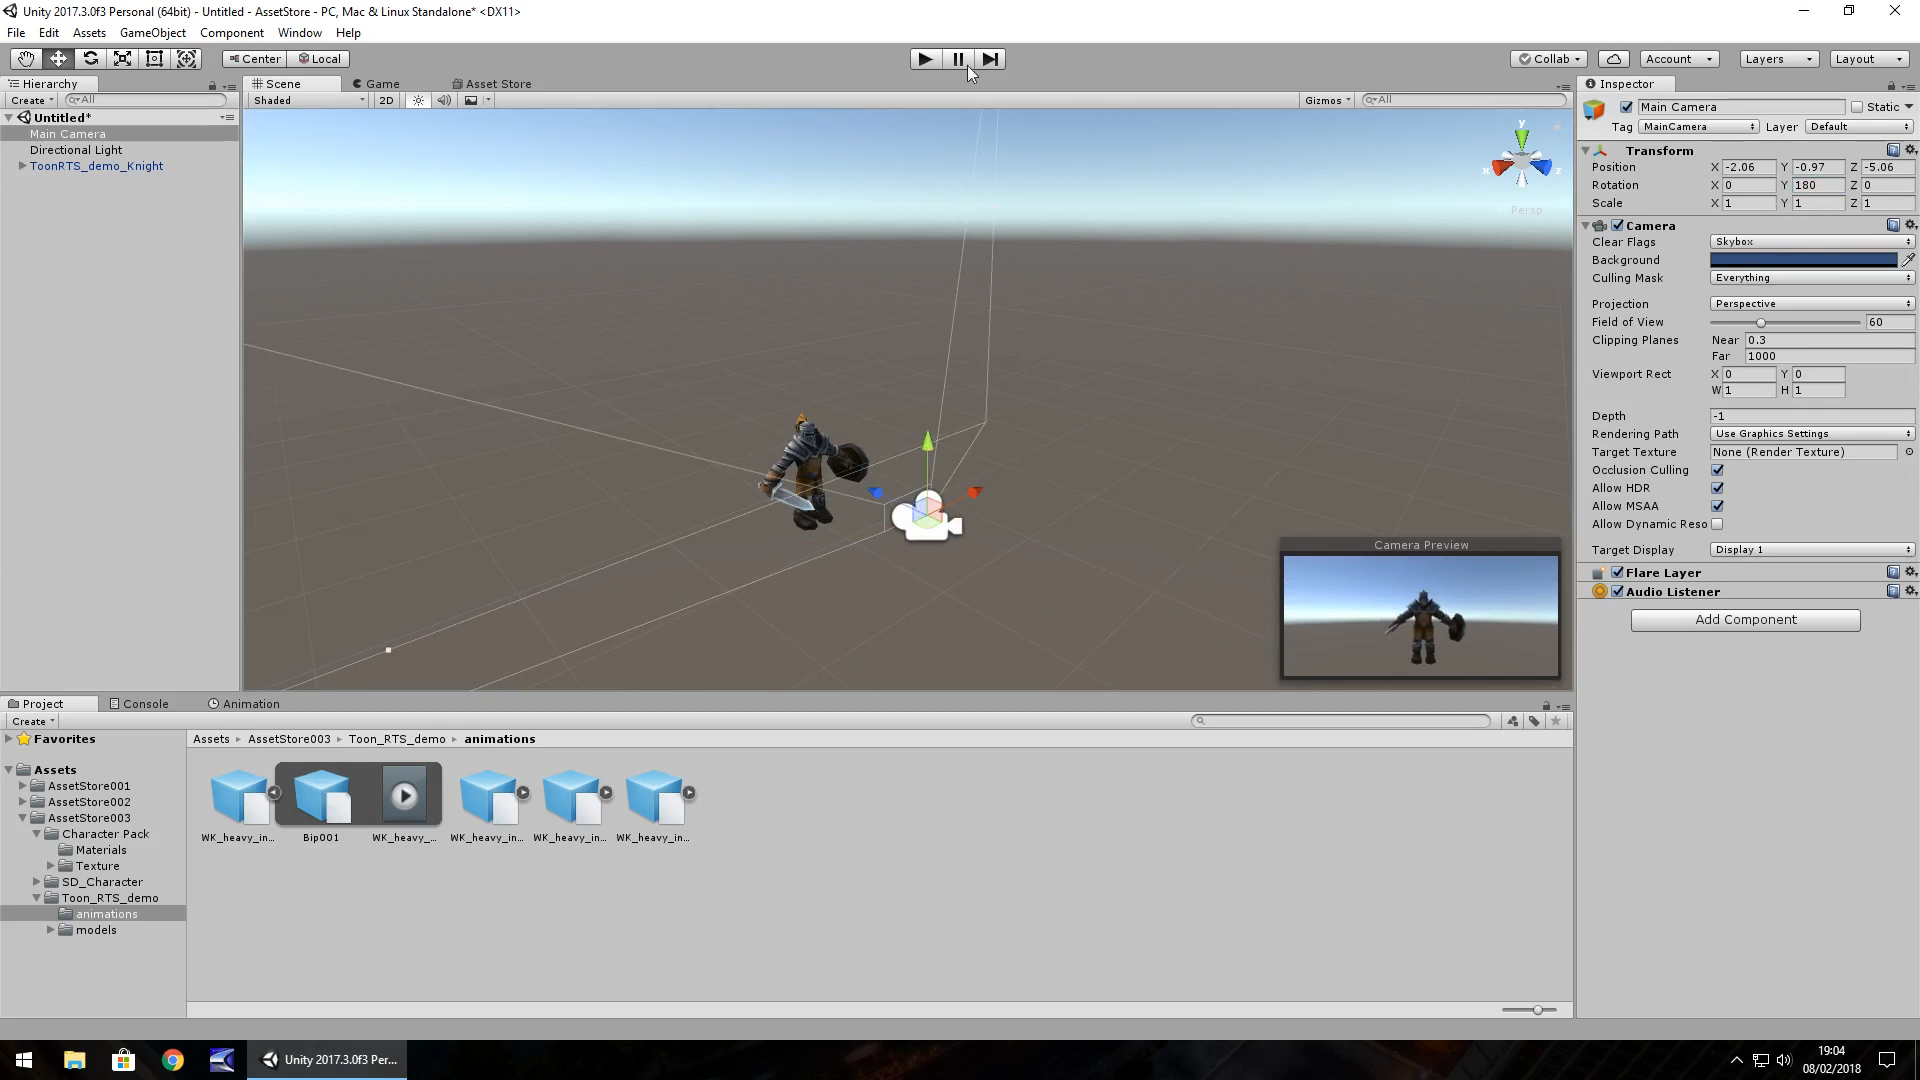 Unity 2017.3.0f3 Personal (64bit) - Untitled - AssetStore - PC, Mac & Linux Standalone* <DX11>
File Edit Assets GameObject Component Window Help
Center Local Collab Account Layers Layout
Hierarchy Scene Game Asset Store Inspector
Create All Shaded 2D Gizmos All
Main Camera Static
Untitled*
Main Camera
Directional Light
ToonRTS_demo_Knight
y
x
z
Persp
Tag MainCamera Layer Default
Transform
Position X -2.06 Y -0.97 Z -5.06
Rotation X 0 Y 180 Z 0
Scale X 1 Y 1 Z 1
Camera
Clear Flags Skybox
Background
Culling Mask Everything
Projection Perspective
Field of View 60
Clipping Planes Near 0.3
Far 1000
Viewport Rect X 0 Y 0
W 1 H 1
Depth -1
Rendering Path Use Graphics Settings
Target Texture None (Render Texture)
Occlusion Culling
Allow HDR
Allow MSAA
Allow Dynamic Reso
Target Display Display 1
Flare Layer
Audio Listener
Add Component
Camera Preview
Project Console Animation
Create
Favorites
Assets
AssetStore001
AssetStore002
AssetStore003
Character Pack
Materials
Texture
SD_Character
Toon_RTS_demo
animations
models
Assets AssetStore003 Toon_RTS_demo animations
WK_heavy_in... Bip001 WK_heavy_... WK_heavy_in... WK_heavy_in... WK_heavy_in...
Unity 2017.3.0f3 Per...
19:04
08/02/2018